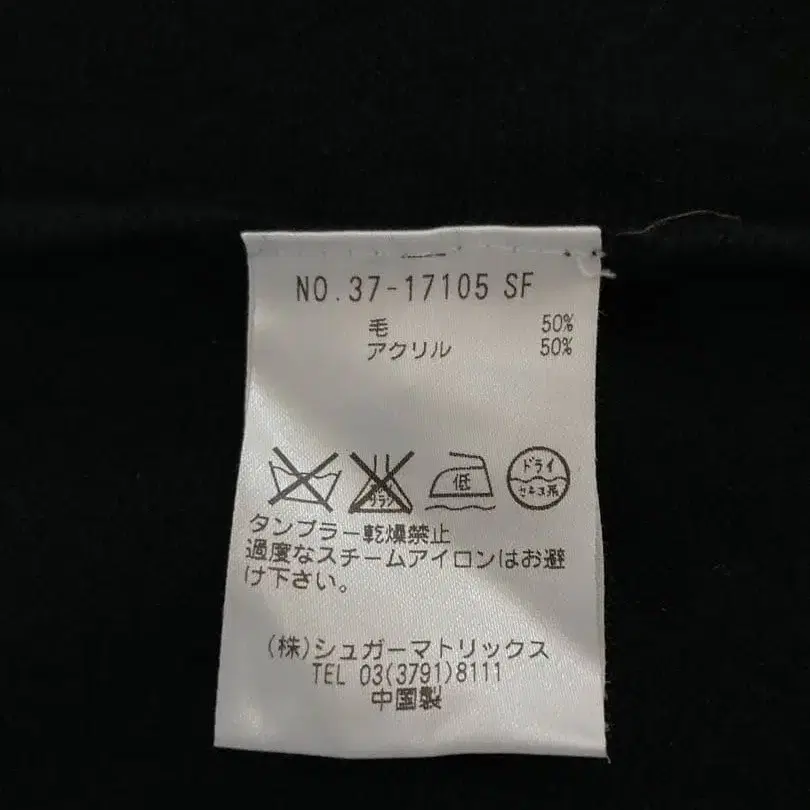 NO.37-17105 SF
毛 50%
アクリル 50%
低
ドライ
セキユ系
タンブラー乾燥禁止
過度なスチームアイロンはお避
け下さい。
(株)シュガーマトリックス
TEL 03(3791)8111
中国製